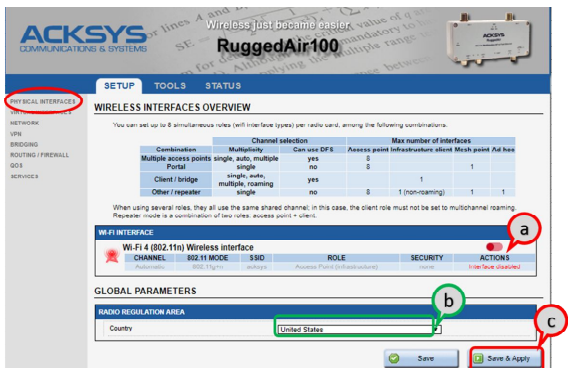 ACKSYS
COMMUNICATIONS & SYSTEMS
Wireless just became easier
RuggedAir100
SETUP TOOLS STATUS
PHYSICAL INTERFACES
NETWORK
VPN
BRIDGING
ROUTING / FIREWALL
QOS
SERVICES
WIRELESS INTERFACES OVERVIEW
You can set up to 8 simultaneous roles (wifi interface types) per radio card, among the following combinations.
Channel selection Max number of interfaces
Combination Multiplicity Can use DFS Access point Infrastructure client Mesh point Ad hoc
Multiple access points single, auto, multiple yes 8
Portal single no 8 1
Client / bridge single, auto, multiple, roaming yes 1
Other / repeater single no 8 1 (non-roaming) 1 1
When using several roles, they all use the same shared channel; in this case, the client role must not be set to multichannel roaming.
Repeater mode is a combination of two roles: access point + client.
a
WI-FI INTERFACE
Wi-Fi 4 (802.11n) Wireless interface
CHANNEL 802.11 MODE SSID ROLE SECURITY ACTIONS
Automatic 802.11g+n acksys Access Point (infrastructure) none Interface disabled
GLOBAL PARAMETERS
b
RADIO REGULATION AREA
c
Country United States
Save Save & Apply